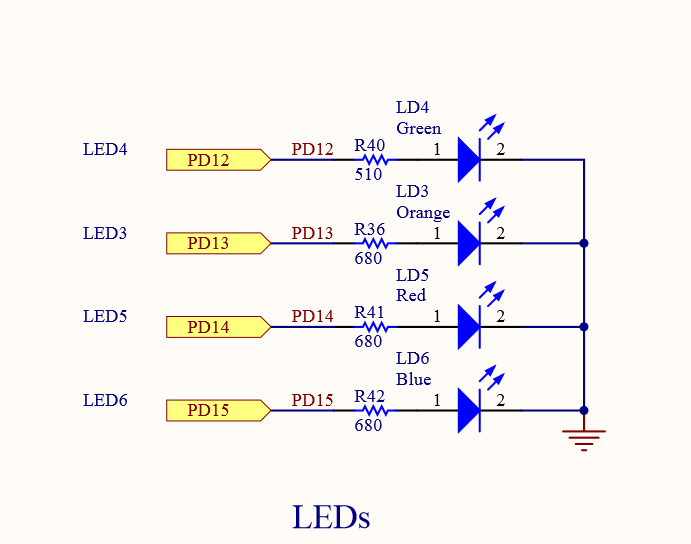 LD4
Green
LED4
PD12
PD12
R40
510
1
2
LD3
Orange
LED3
PD13
PD13
R36
680
1
2
LD5
Red
LED5
PD14
PD14
R41
680
1
2
LD6
Blue
LED6
PD15
PD15
R42
680
1
2
LEDs